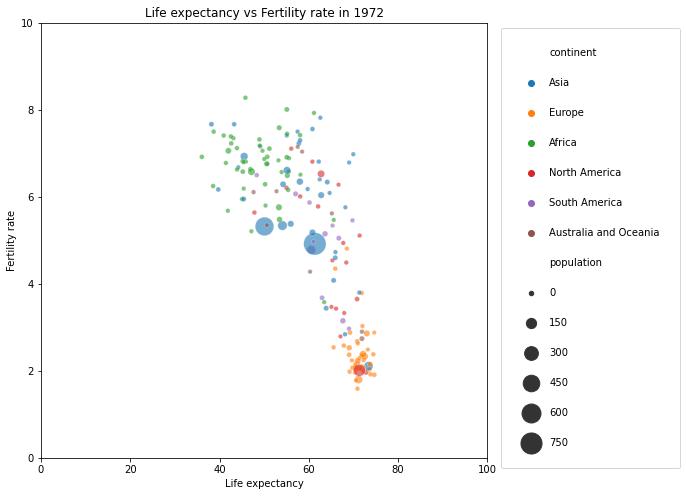 Life expectancy vs Fertility rate in 1972
10
8
6
4
2
0
Fertility rate
0 20 40 60 80 100
Life expectancy
continent
Asia
Europe
Africa
North America
South America
Australia and Oceania
population
0
150
300
450
600
750